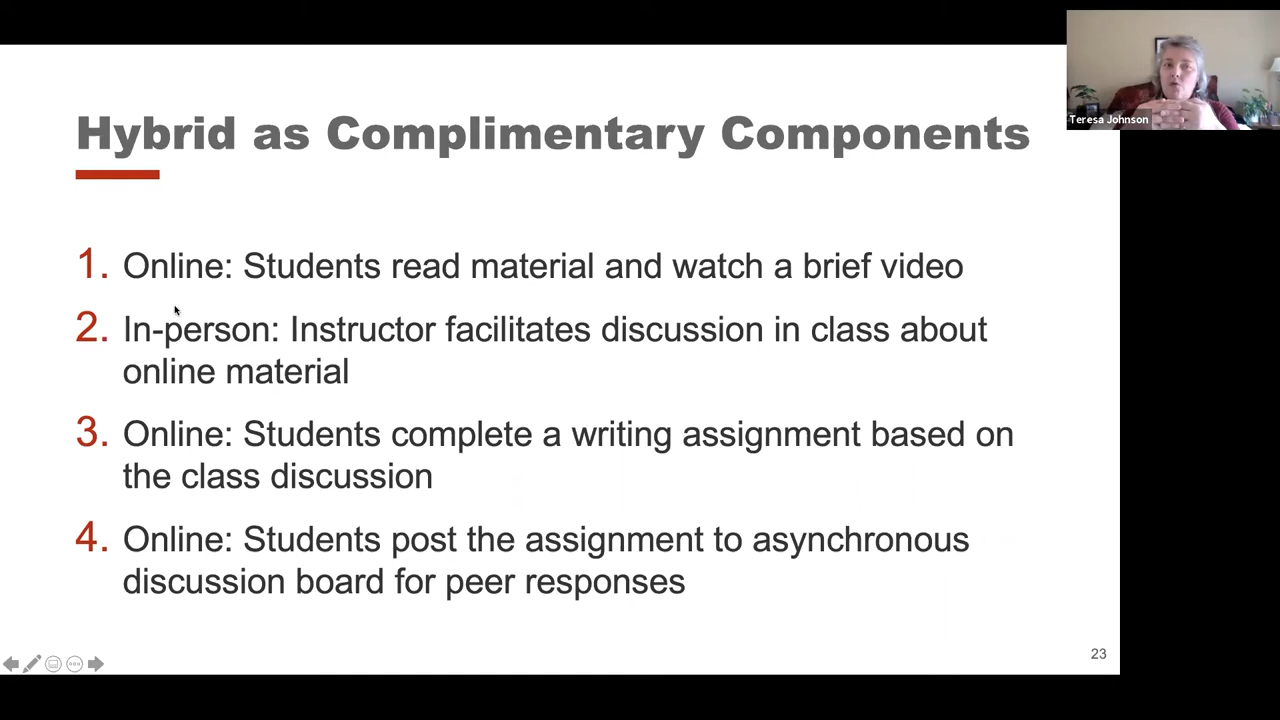 Hybrid as Complimentary Components
1. Online: Students read material and watch a brief video
2. In-person: Instructor facilitates discussion in class about
online material
3. Online: Students complete a writing assignment based on
the class discussion
4. Online: Students post the assignment to asynchronous
discussion board for peer responses
23
Teresa Johnson